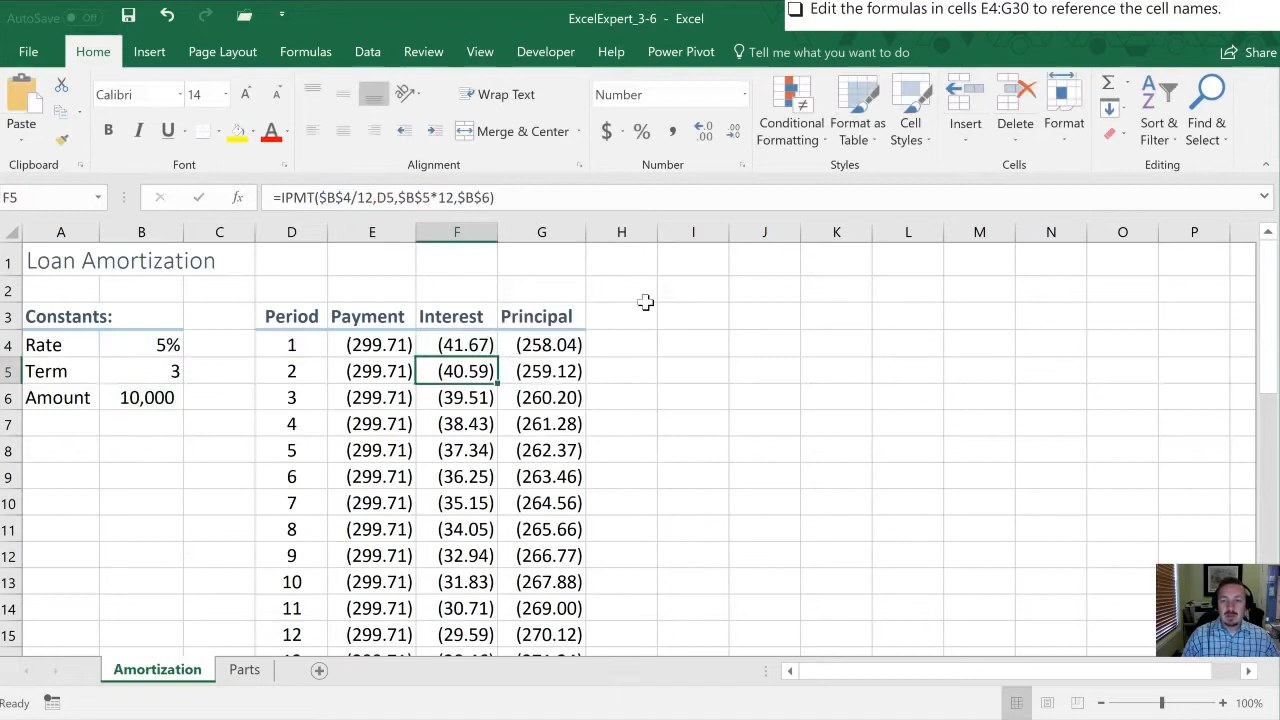 AutoSave Off
ExcelExpert_3-6 - Excel
Edit the formulas in cells E4:G30 to reference the cell names.
File Home Insert Page Layout Formulas Data Review View Developer Help Power Pivot Tell me what you want to do Share
Paste
Calibri 14
B I U
Wrap Text
Merge & Center
Number
$ % ,
Conditional Formatting
Format as Table
Cell Styles
Insert
Delete
Format
Sort & Filter
Find & Select
Clipboard Font Alignment Number Styles Cells Editing
F5 fx =IPMT($B$4/12,D5,$B$5*12,$B$6)
A B C D E F G H I J K L M N O P
1 Loan Amortization
2
3 Constants: Period Payment Interest Principal
4 Rate 5% 1 (299.71) (41.67) (258.04)
5 Term 3 2 (299.71) (40.59) (259.12)
6 Amount 10,000 3 (299.71) (39.51) (260.20)
7 4 (299.71) (38.43) (261.28)
8 5 (299.71) (37.34) (262.37)
9 6 (299.71) (36.25) (263.46)
10 7 (299.71) (35.15) (264.56)
11 8 (299.71) (34.05) (265.66)
12 9 (299.71) (32.94) (266.77)
13 10 (299.71) (31.83) (267.88)
14 11 (299.71) (30.71) (269.00)
15 12 (299.71) (29.59) (270.12)
Amortization Parts
Ready 100%